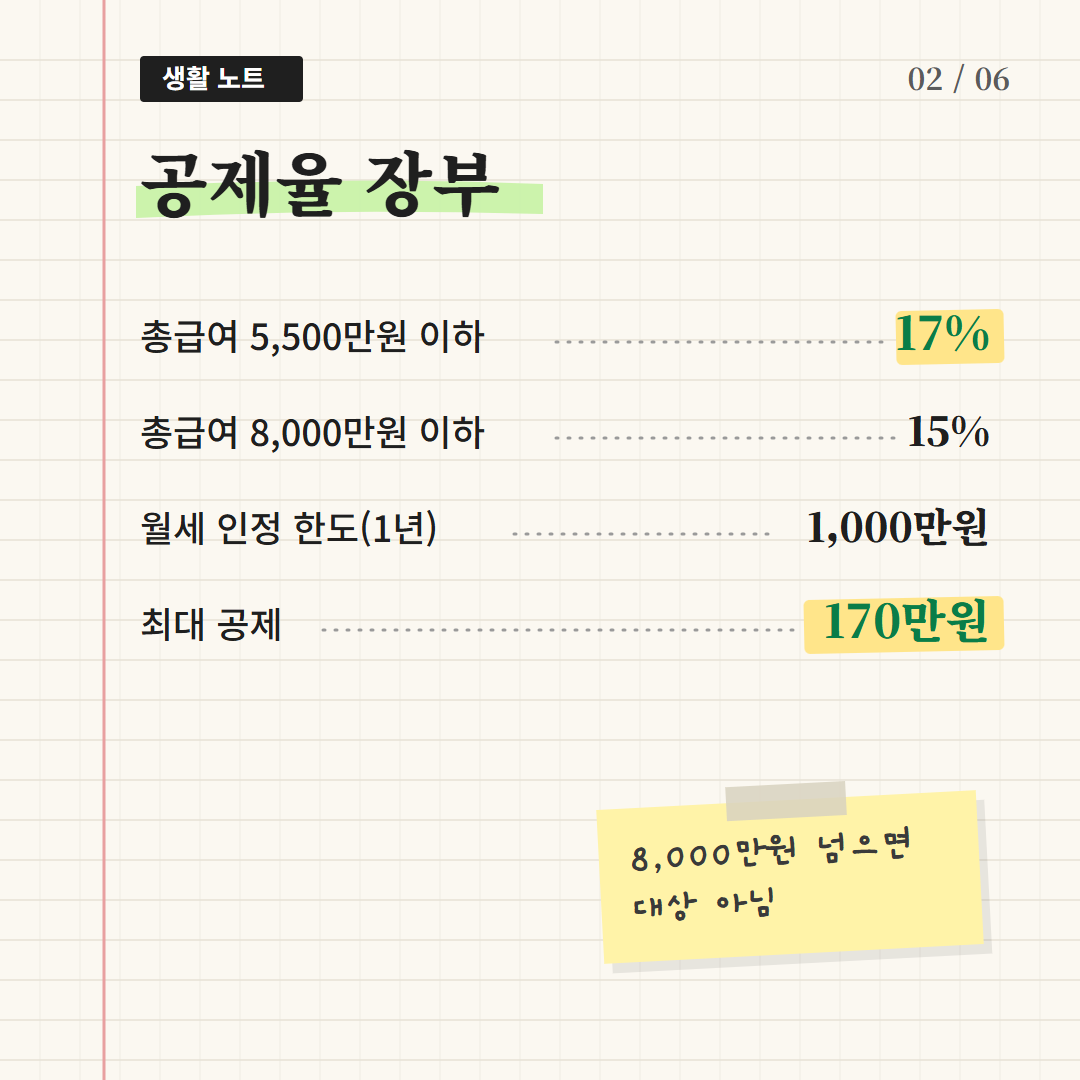 생활 노트
02 / 06
공제율 장부
총급여 5,500만원 이하 17%
총급여 8,000만원 이하 15%
월세 인정 한도(1년) 1,000만원
최대 공제 170만원
8,000만원 넘으면
대상 아님